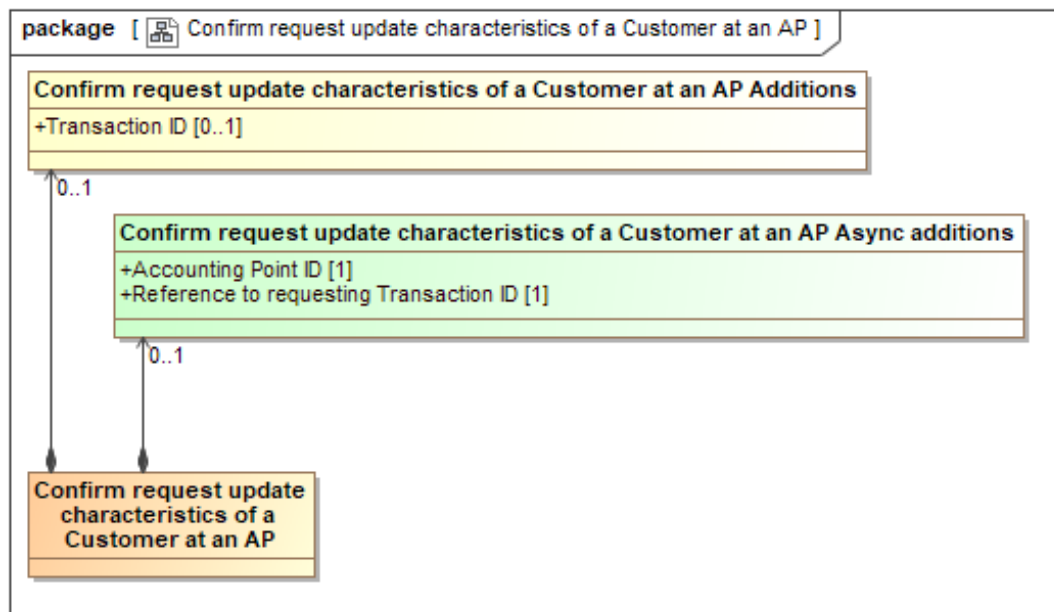 package [ Confirm request update characteristics of a Customer at an AP ]
Confirm request update characteristics of a Customer at an AP Additions
+Transaction ID [0..1]
0..1
Confirm request update characteristics of a Customer at an AP Async additions
+Accounting Point ID [1]
+Reference to requesting Transaction ID [1]
0..1
Confirm request update
characteristics of a
Customer at an AP